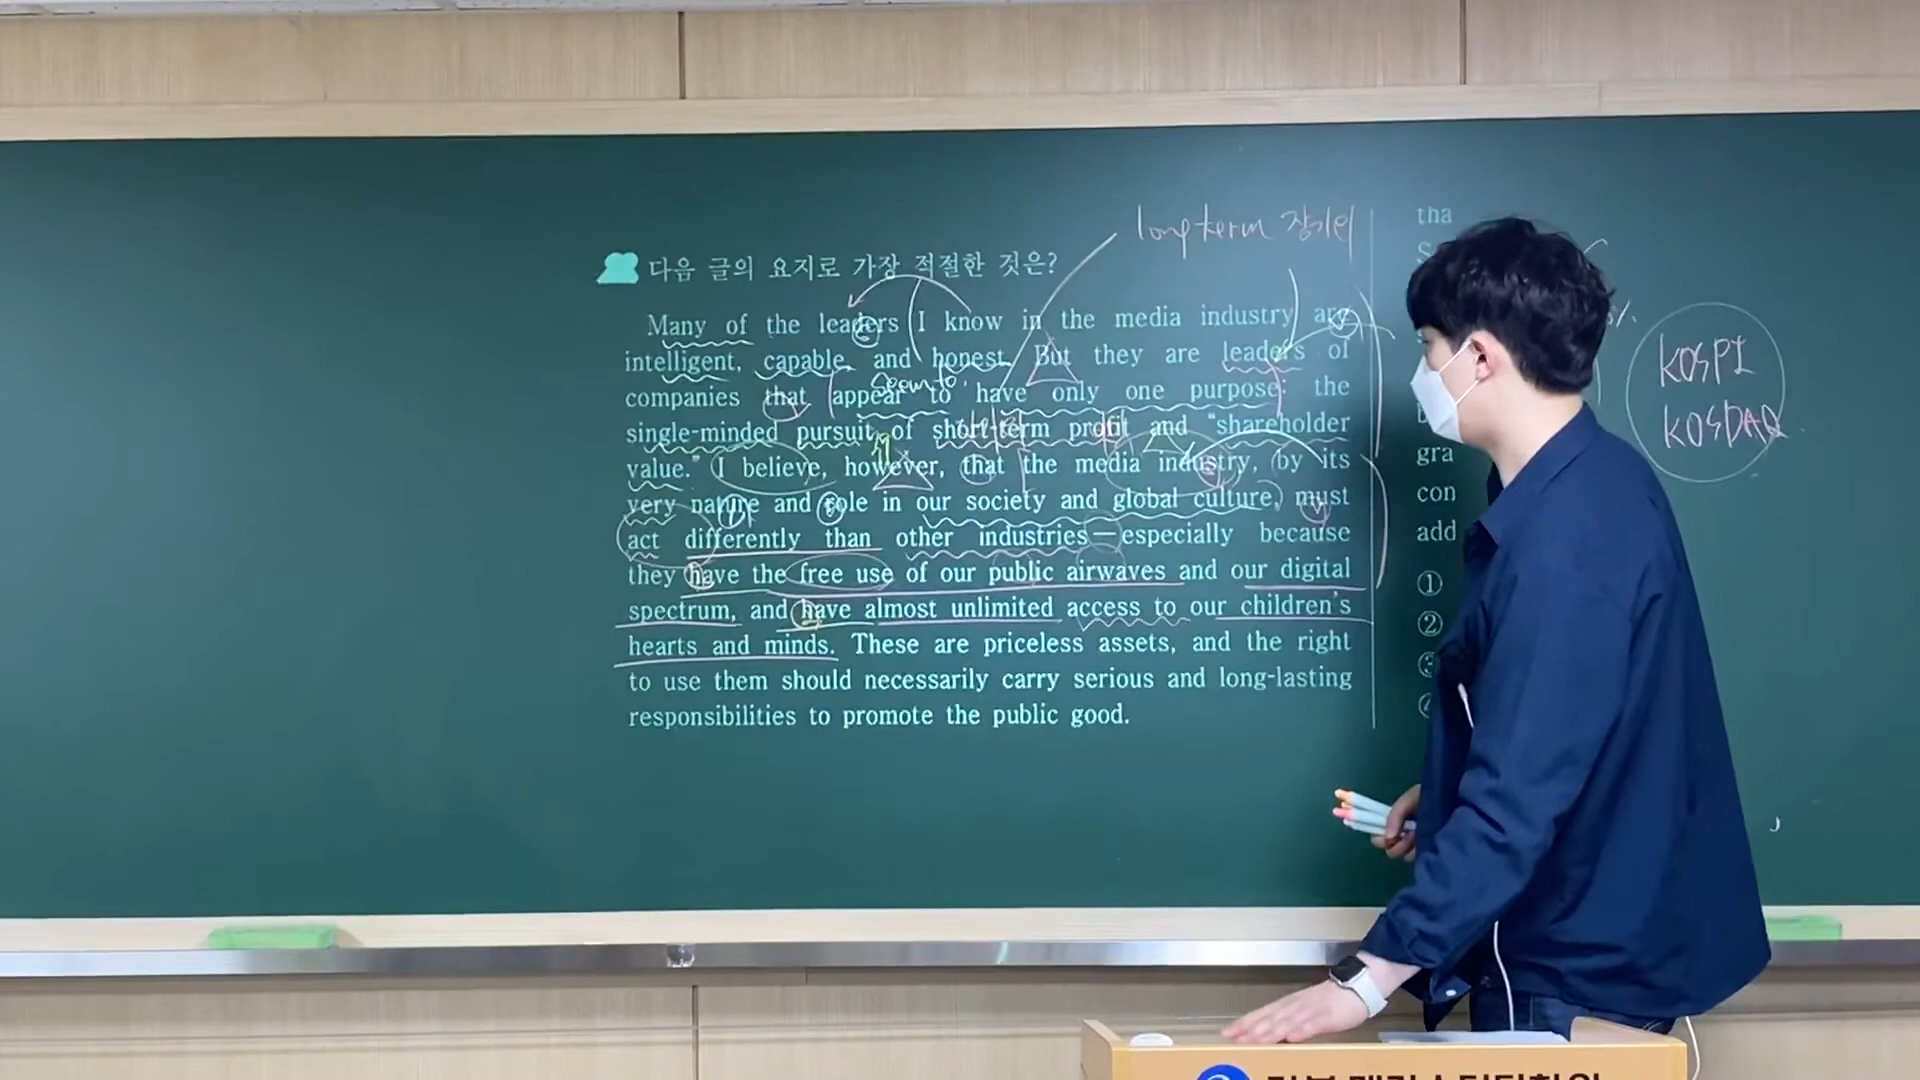 long term 장기의
다음 글의 요지로 가장 적절한 것은?
Many of the leaders I know in the media industry are
intelligent, capable, and honest. But they are leaders of
seem to
companies that appear to have only one purpose: the
single-minded pursuit of short-term profit and “shareholder
value.” I believe, however, that the media industry, by its
very nature and role in our society and global culture, must
act differently than other industries—especially because
they have the free use of our public airwaves and our digital
spectrum, and have almost unlimited access to our children’s
hearts and minds. These are priceless assets, and the right
to use them should necessarily carry serious and long-lasting
responsibilities to promote the public good.
tha
gra
con
add
①
②
③
④
KOSPI
KOSDAQ